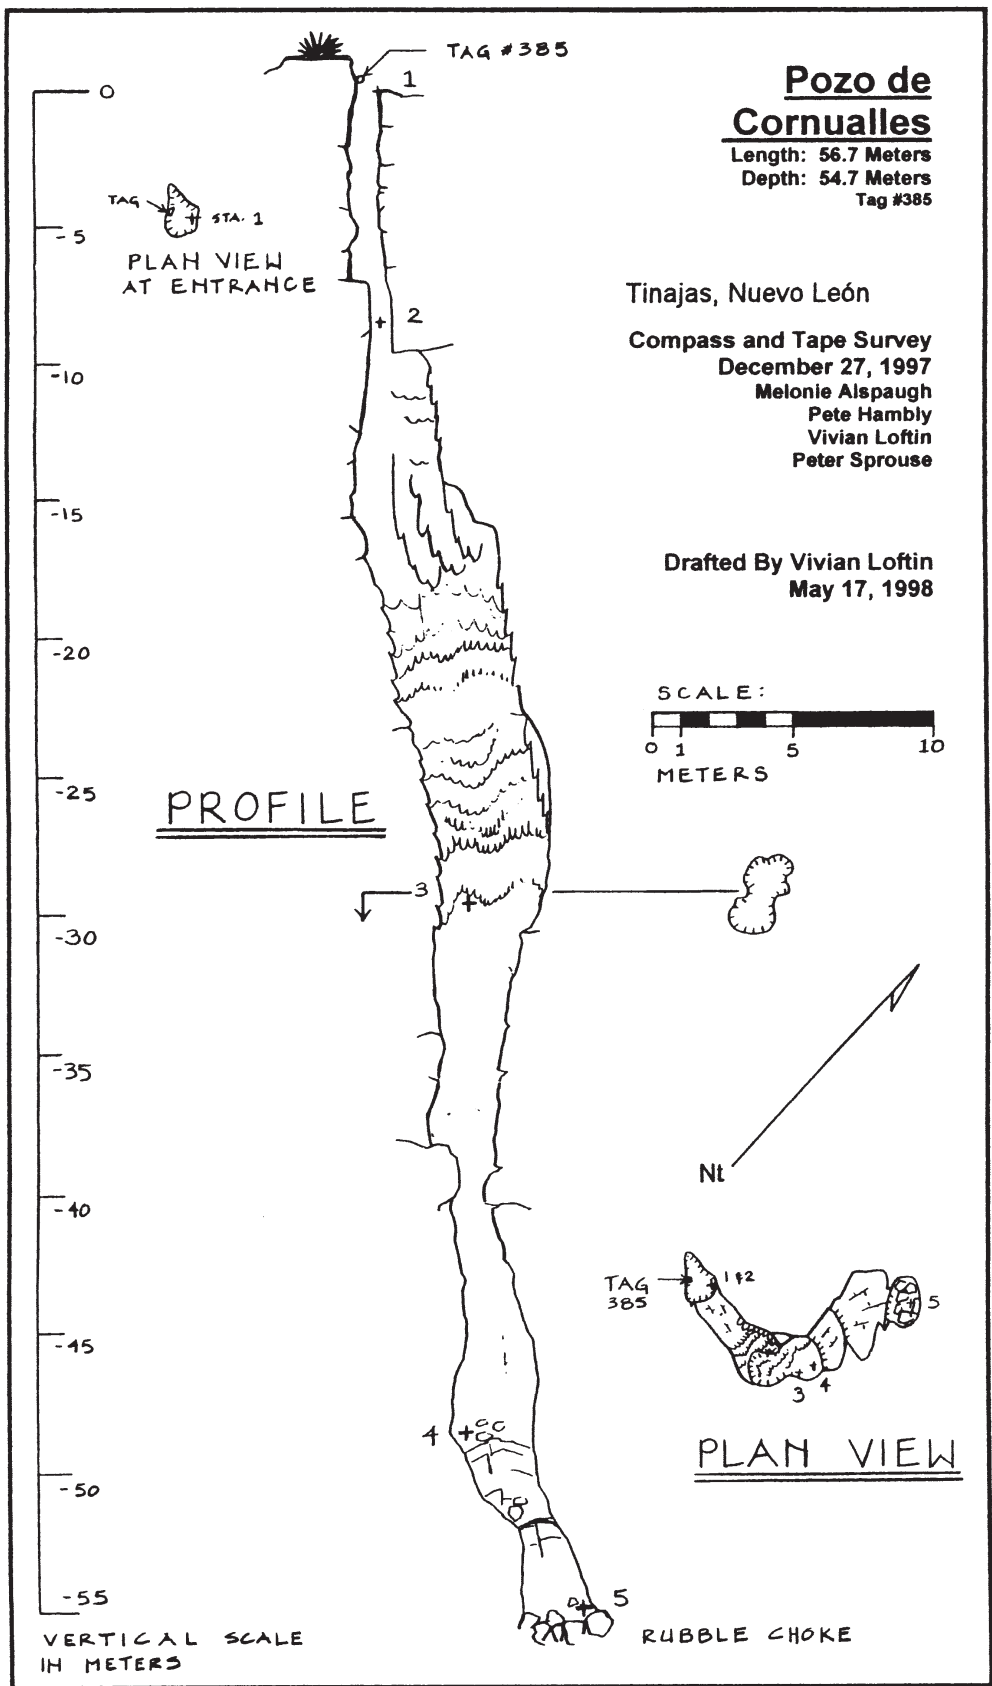 TAG #385
1
0
Pozo de
Cornualles
Length: 56.7 Meters
Depth: 54.7 Meters
Tag #385
TAG
STA. 1
-5
PLAN VIEW
AT ENTRANCE
Tinajas, Nuevo León
2
Compass and Tape Survey
December 27, 1997
Melonie Alspaugh
Pete Hambly
Vivian Loftin
Peter Sprouse
-10
-15
Drafted By Vivian Loftin
May 17, 1998
-20
SCALE:
0 1 5 10
METERS
-25
PROFILE
3
-30
-35
Nt
-40
TAG
385
1 & 2
5
3
4
-45
4
PLAN VIEW
-50
-55
5
VERTICAL SCALE
IN METERS
RUBBLE CHOKE